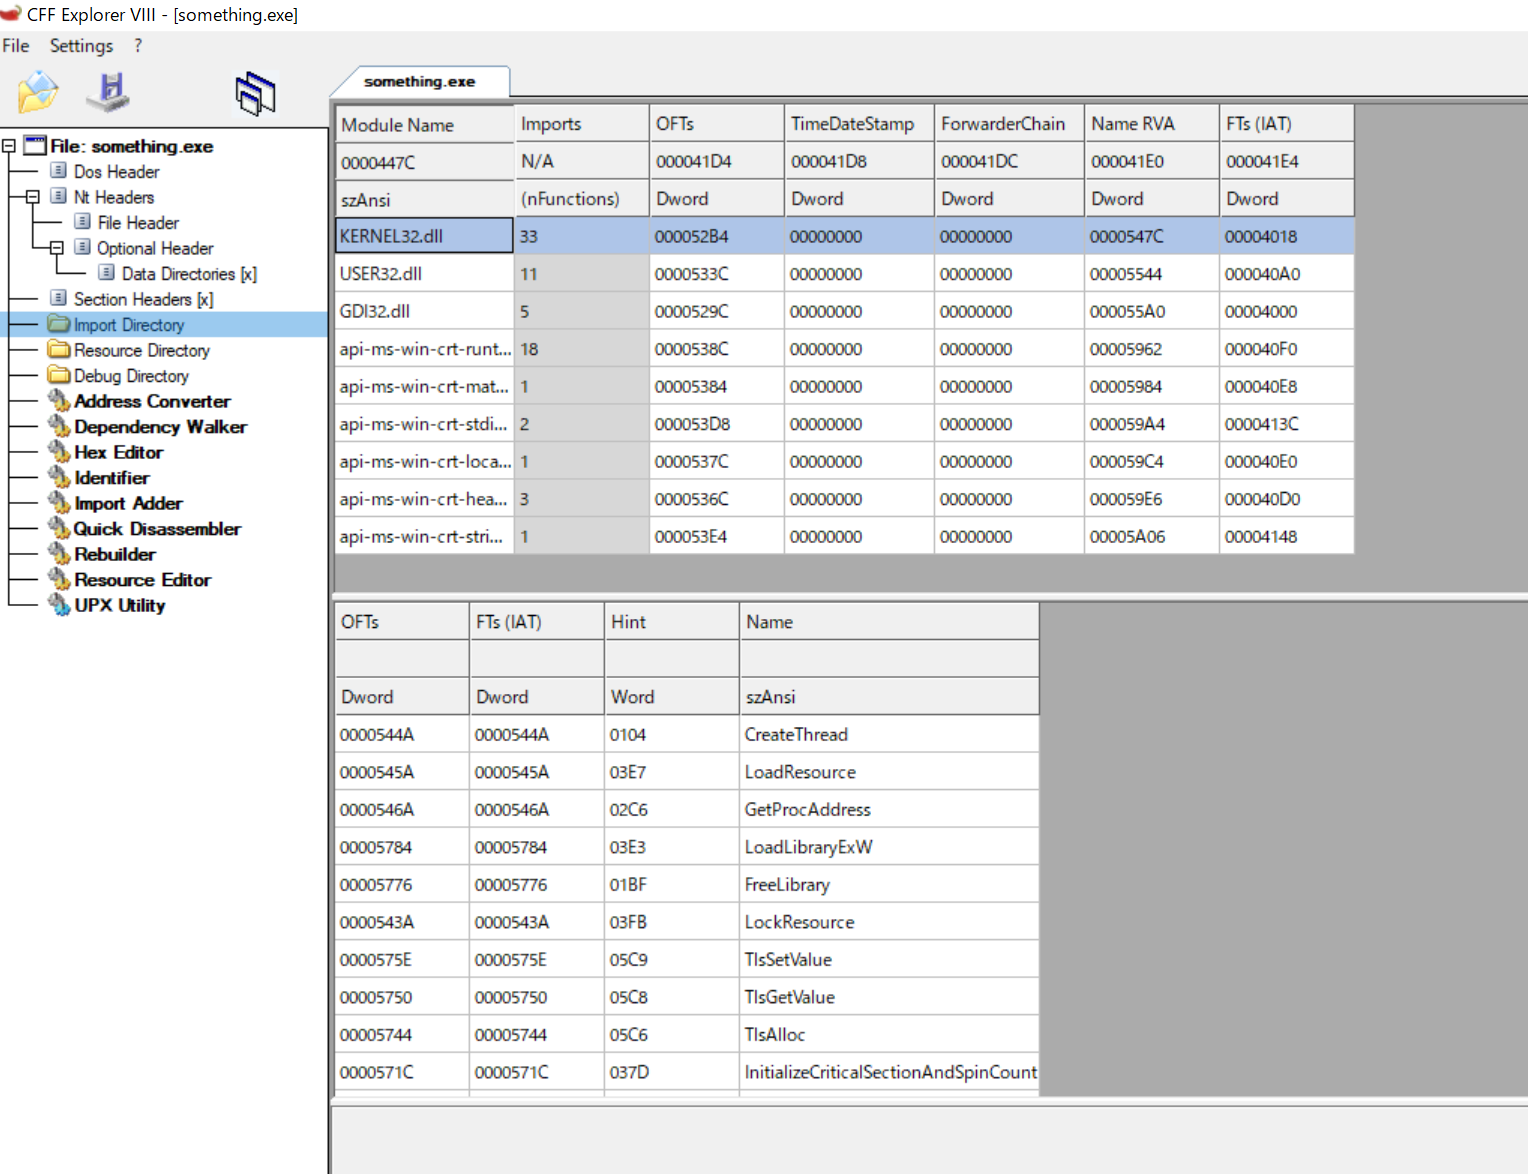 CFF Explorer VIII - [something.exe]
File Settings ?
something.exe
File: something.exe
Dos Header
Nt Headers
File Header
Optional Header
Data Directories [x]
Section Headers [x]
Import Directory
Resource Directory
Debug Directory
Address Converter
Dependency Walker
Hex Editor
Identifier
Import Adder
Quick Disassembler
Rebuilder
Resource Editor
UPX Utility
Module Name Imports OFTs TimeDateStamp ForwarderChain Name RVA FTs (IAT)
0000447C N/A 000041D4 000041D8 000041DC 000041E0 000041E4
szAnsi (nFunctions) Dword Dword Dword Dword Dword
KERNEL32.dll 33 000052B4 00000000 00000000 0000547C 00004018
USER32.dll 11 0000533C 00000000 00000000 00005544 000040A0
GDI32.dll 5 0000529C 00000000 00000000 000055A0 00004000
api-ms-win-crt-runt... 18 0000538C 00000000 00000000 00005962 000040F0
api-ms-win-crt-mat... 1 00005384 00000000 00000000 00005984 000040E8
api-ms-win-crt-stdi... 2 000053D8 00000000 00000000 000059A4 0000413C
api-ms-win-crt-loca... 1 0000537C 00000000 00000000 000059C4 000040E0
api-ms-win-crt-hea... 3 0000536C 00000000 00000000 000059E6 000040D0
api-ms-win-crt-stri... 1 000053E4 00000000 00000000 00005A06 00004148
OFTs FTs (IAT) Hint Name
Dword Dword Word szAnsi
0000544A 0000544A 0104 CreateThread
0000545A 0000545A 03E7 LoadResource
0000546A 0000546A 02C6 GetProcAddress
00005784 00005784 03E3 LoadLibraryExW
00005776 00005776 01BF FreeLibrary
0000543A 0000543A 03FB LockResource
0000575E 0000575E 05C9 TlsSetValue
00005750 00005750 05C8 TlsGetValue
00005744 00005744 05C6 TlsAlloc
0000571C 0000571C 037D InitializeCriticalSectionAndSpinCount